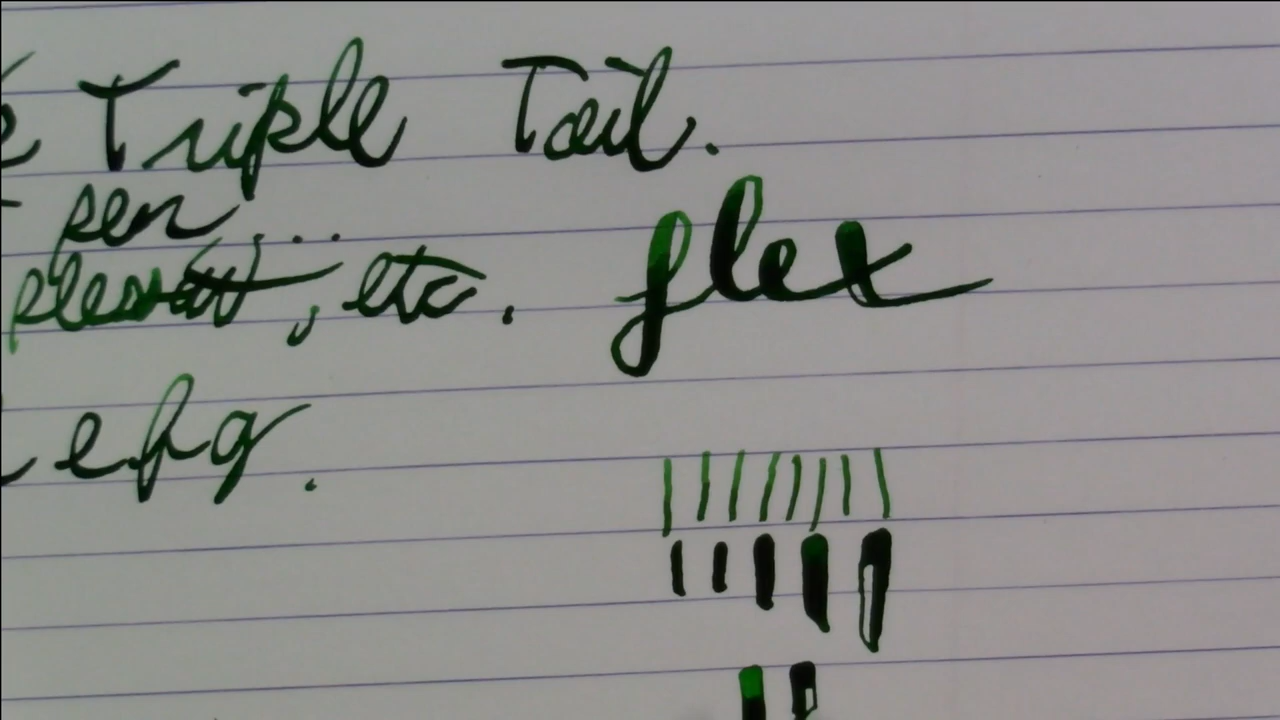 Triple Tail.
pen ...
, etc. flex
efg.